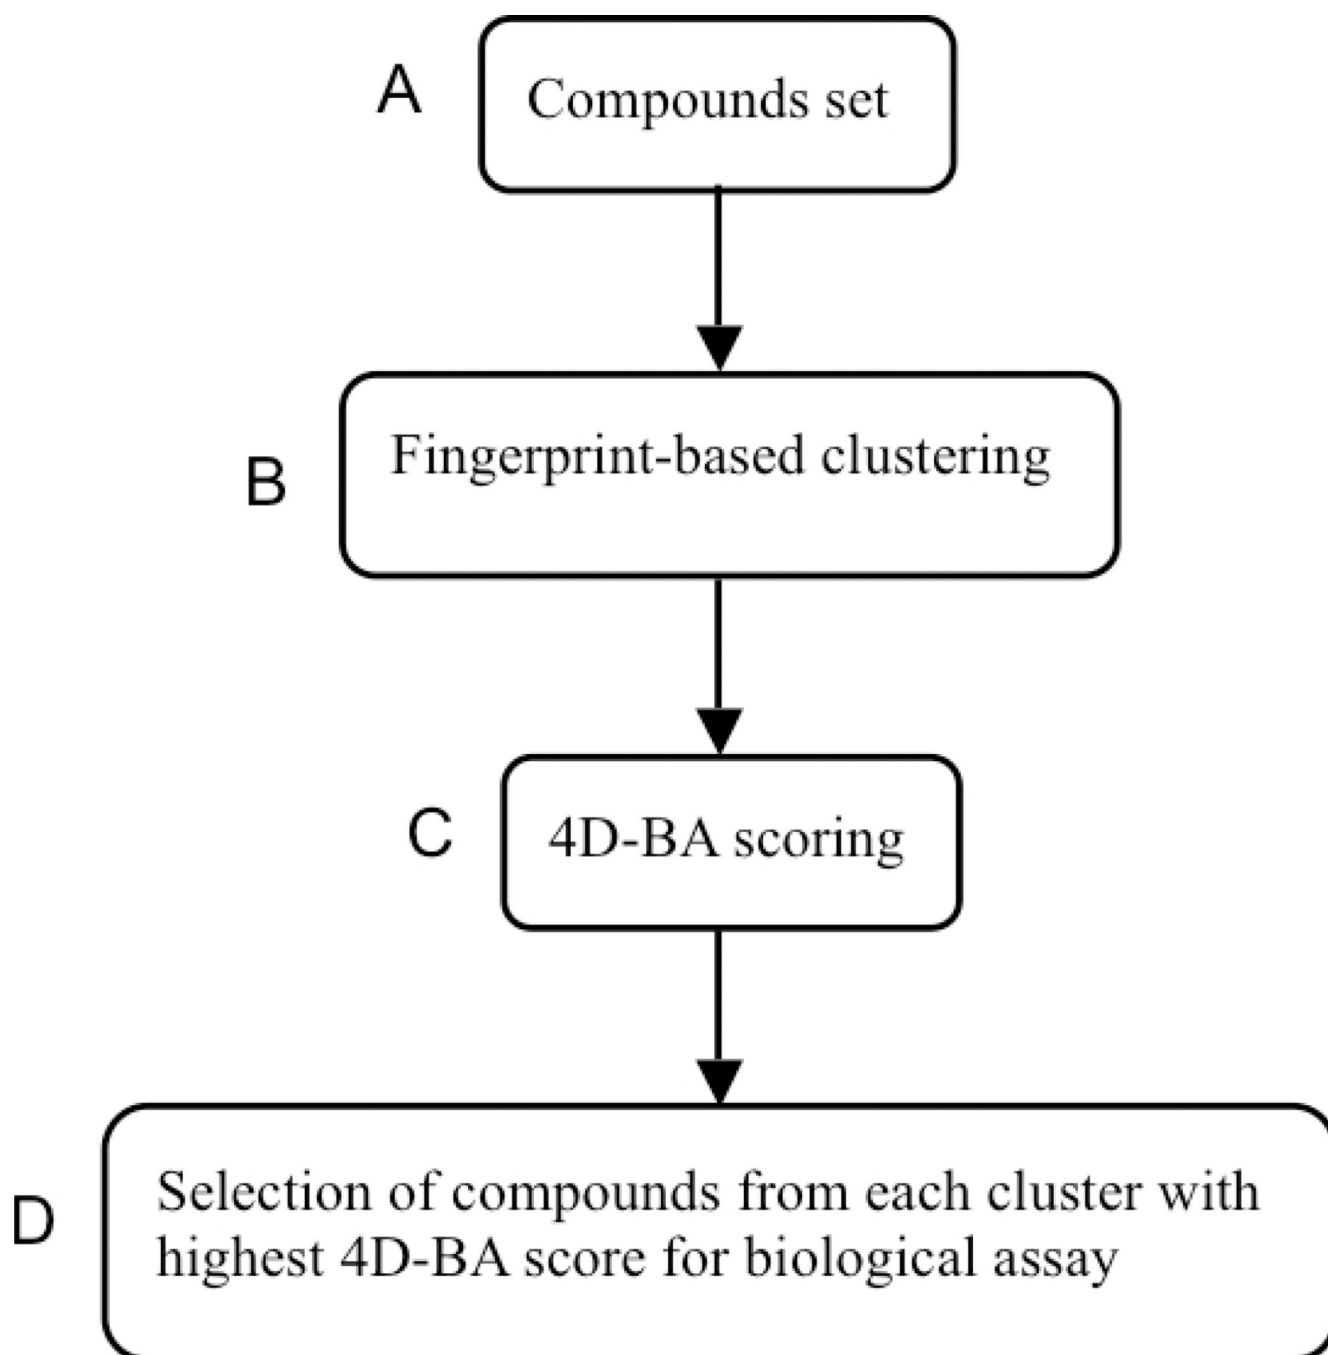 A
Compounds set
B
Fingerprint-based clustering
C
4D-BA scoring
D
Selection of compounds from each cluster with
highest 4D-BA score for biological assay